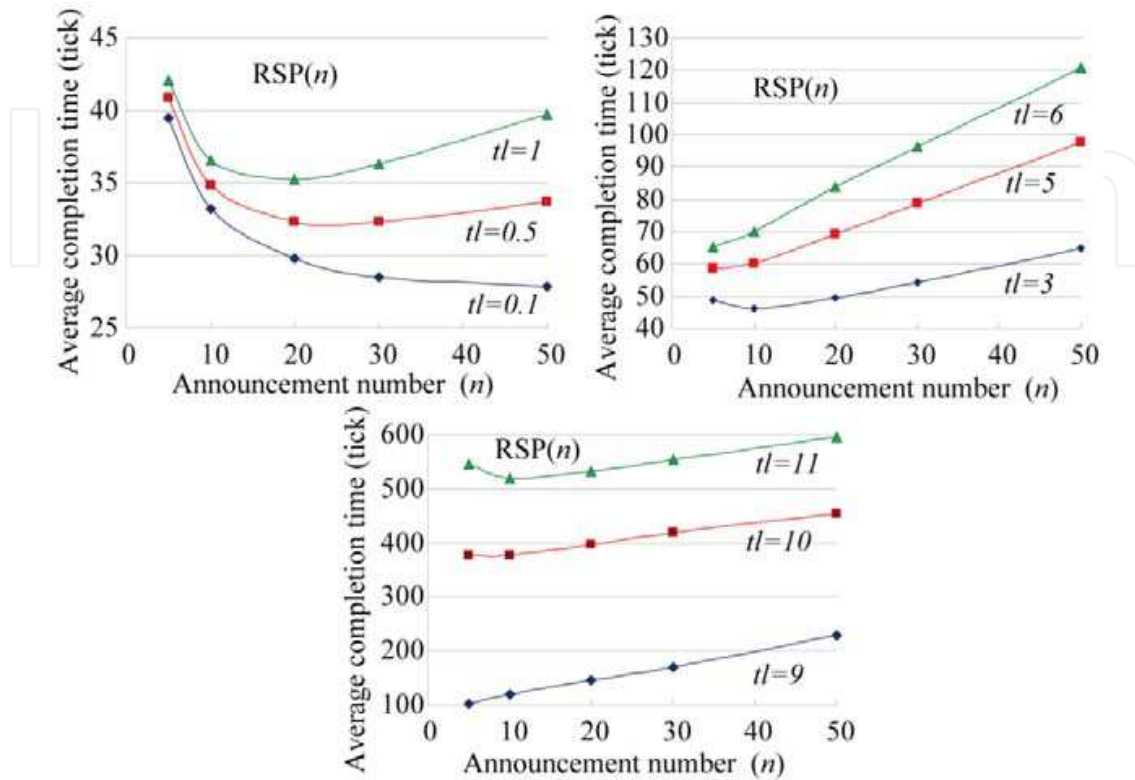 Average completion time (tick)
45
40
35
30
25
RSP(n)
tl=1
tl=0.5
tl=0.1
0 10 20 30 40 50
Announcement number (n)
Average completion time (tick)
130
120
110
100
90
80
70
60
50
40
RSP(n)
tl=6
tl=5
tl=3
0 10 20 30 40 50
Announcement number (n)
Average completion time (tick)
600
500
400
300
200
100
RSP(n)
tl=11
tl=10
tl=9
0 10 20 30 40 50
Announcement number (n)